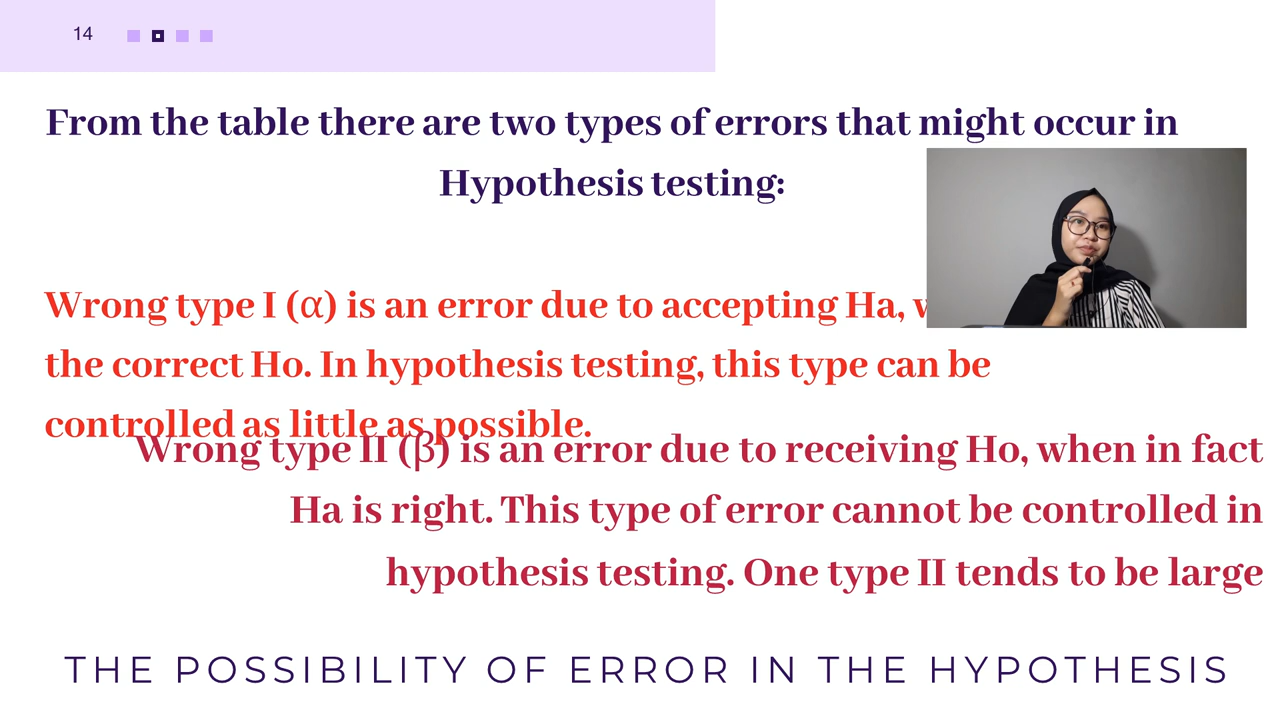 14
From the table there are two types of errors that might occur in
Hypothesis testing:
Wrong type I (α) is an error due to accepting Ha,
the correct Ho. In hypothesis testing, this type can be
controlled as little as possible.
Wrong type II (β) is an error due to receiving Ho, when in fact
Ha is right. This type of error cannot be controlled in
hypothesis testing. One type II tends to be large
THE POSSIBILITY OF ERROR IN THE HYPOTHESIS